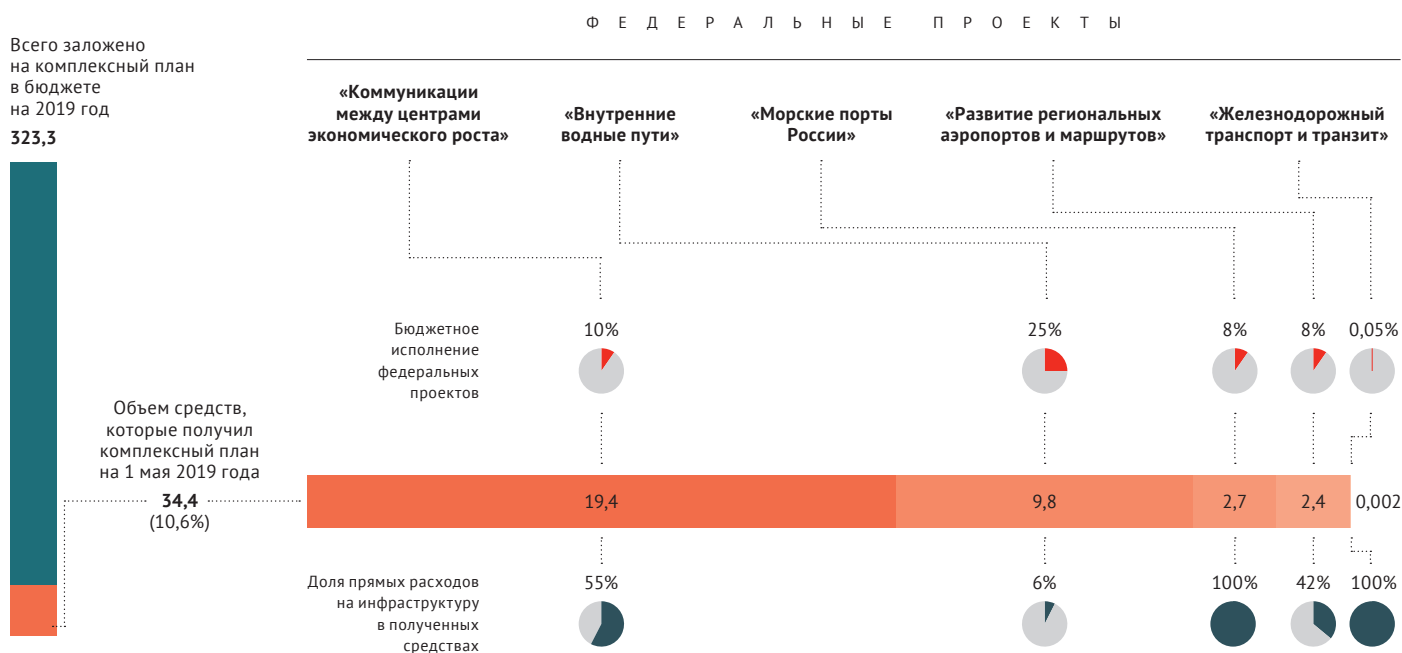 ФЕДЕРАЛЬНЫЕ ПРОЕКТЫ
Всего заложено
на комплексный план
в бюджете
на 2019 год
323,3
«Коммуникации
между центрами
экономического роста»
«Внутренние
водные пути»
«Морские порты
России»
«Развитие региональных
аэропортов и маршрутов»
«Железнодорожный
транспорт и транзит»
Бюджетное
исполнение
федеральных
проектов
10%
25%
8%
8%
0,05%
Объем средств,
которые получил
комплексный план
на 1 мая 2019 года
34,4
(10,6%)
19,4
9,8
2,7
2,4
0,002
Доля прямых расходов
на инфраструктуру
в полученных
средствах
55%
6%
100%
42%
100%